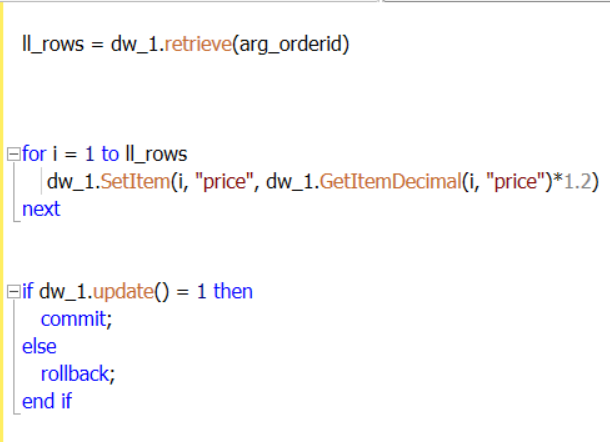 ll_rows = dw_1.retrieve(arg_orderid)
for i = 1 to ll_rows
dw_1.SetItem(i, "price", dw_1.GetItemDecimal(i, "price")*1.2)
next
if dw_1.update() = 1 then
commit;
else
rollback;
end if